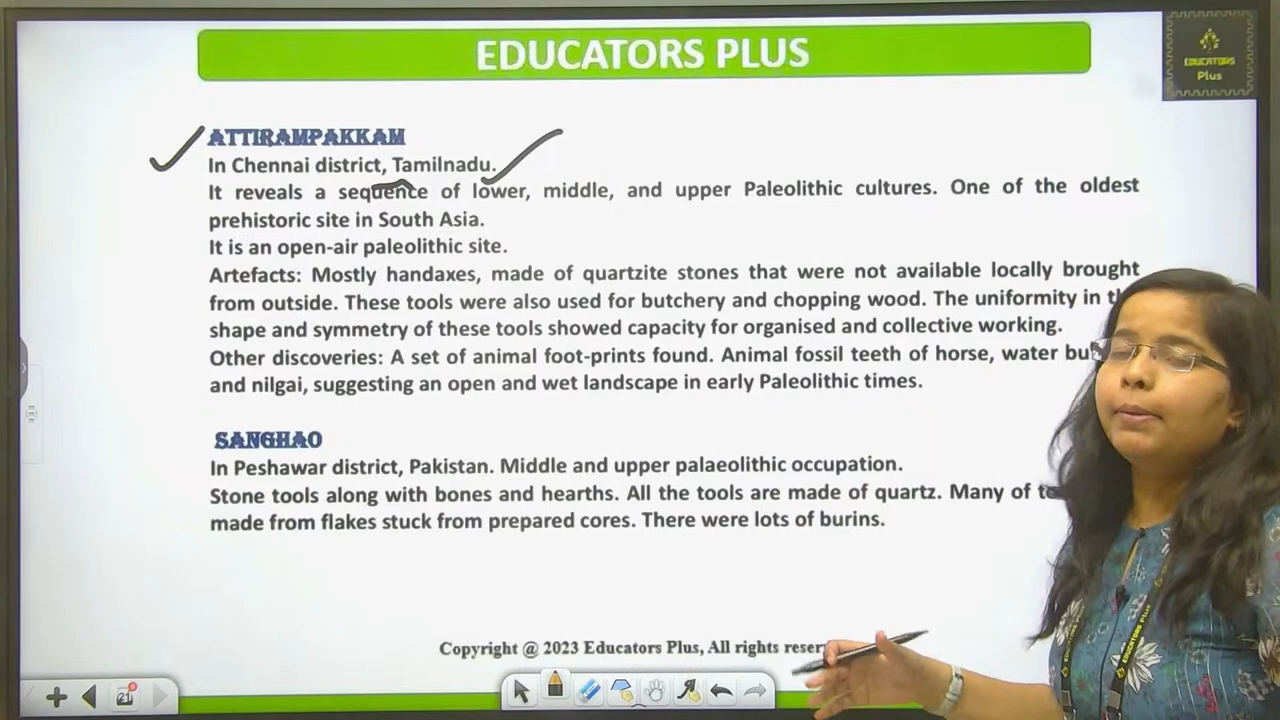 EDUCATORS PLUS
EDUCATORS
Plus
ATTIRAMPAKKAM
In Chennai district, Tamilnadu.
It reveals a sequence of lower, middle, and upper Paleolithic cultures. One of the oldest
prehistoric site in South Asia.
It is an open-air paleolithic site.
Artefacts: Mostly handaxes, made of quartzite stones that were not available locally brought
from outside. These tools were also used for butchery and chopping wood. The uniformity in
shape and symmetry of these tools showed capacity for organised and collective working.
Other discoveries: A set of animal foot-prints found. Animal fossil teeth of horse, water
and nilgai, suggesting an open and wet landscape in early Paleolithic times.
SANGHAO
In Peshawar district, Pakistan. Middle and upper palaeolithic occupation.
Stone tools along with bones and hearths. All the tools are made of quartz. Many of
made from flakes stuck from prepared cores. There were lots of burins.
Copyright @ 2023 Educators Plus, All rights
21
EDUCATORS PLUS
EDUCATORS PLUS